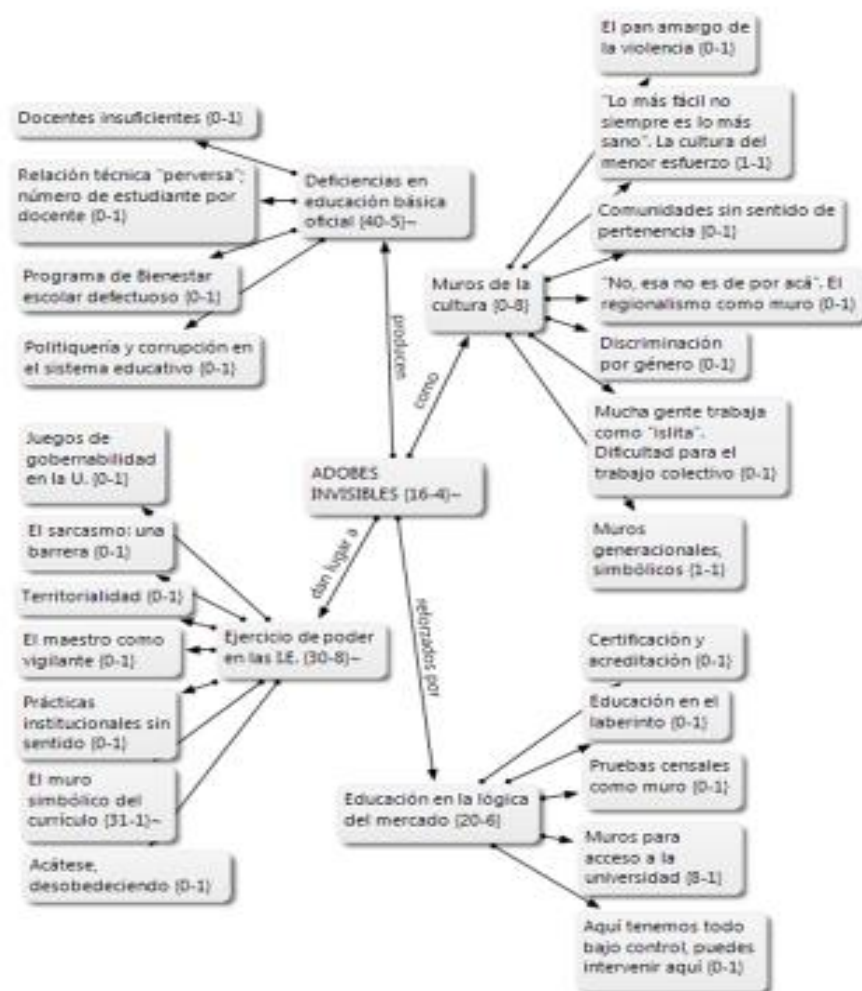 El pan amargo de
la violencia {0-1}
"Lo más fácil no
siempre es lo más
sano". La cultura del
menor esfuerzo {1-1}
Comunidades sin sentido de
pertenencia {0-1}
"No, esa no es de por acá". El
regionalismo como muro {0-1}
Discriminación
por género {0-1}
Mucha gente trabaja
como "islita".
Dificultad para el
trabajo colectivo {0-1}
Muros
generacionales,
simbólicos {1-1}
Muros de la
cultura {0-8}
Docentes insuficientes {0-1}
Relación técnica "perversa";
número de estudiante por
docente {0-1}
Programa de Bienestar
escolar defectuoso {0-1}
Politiquería y corrupción en
el sistema educativo {0-1}
Deficiencias en
educación básica
oficial {40-5}~
producen
como
ADOBES
INVISIBLES {16-4}~
dan lugar a
reforzados por
Juegos de
gobernabilidad
en la U. {0-1}
El sarcasmo: una
barrera {0-1}
Territorialidad {0-1}
El maestro como
vigilante {0-1}
Prácticas
institucionales sin
sentido {0-1}
El muro
simbólico del
currículo {31-1}~
Acátese,
desobedeciendo {0-1}
Ejercicio de poder
en las I.E. {30-8}~
Educación en la lógica
del mercado {20-6}
Certificación y
acreditación {0-1}
Educación en el
laberinto {0-1}
Pruebas censales
como muro {0-1}
Muros para
acceso a la
universidad {8-1}
Aquí tenemos todo
bajo control, puedes
intervenir aquí {0-1}